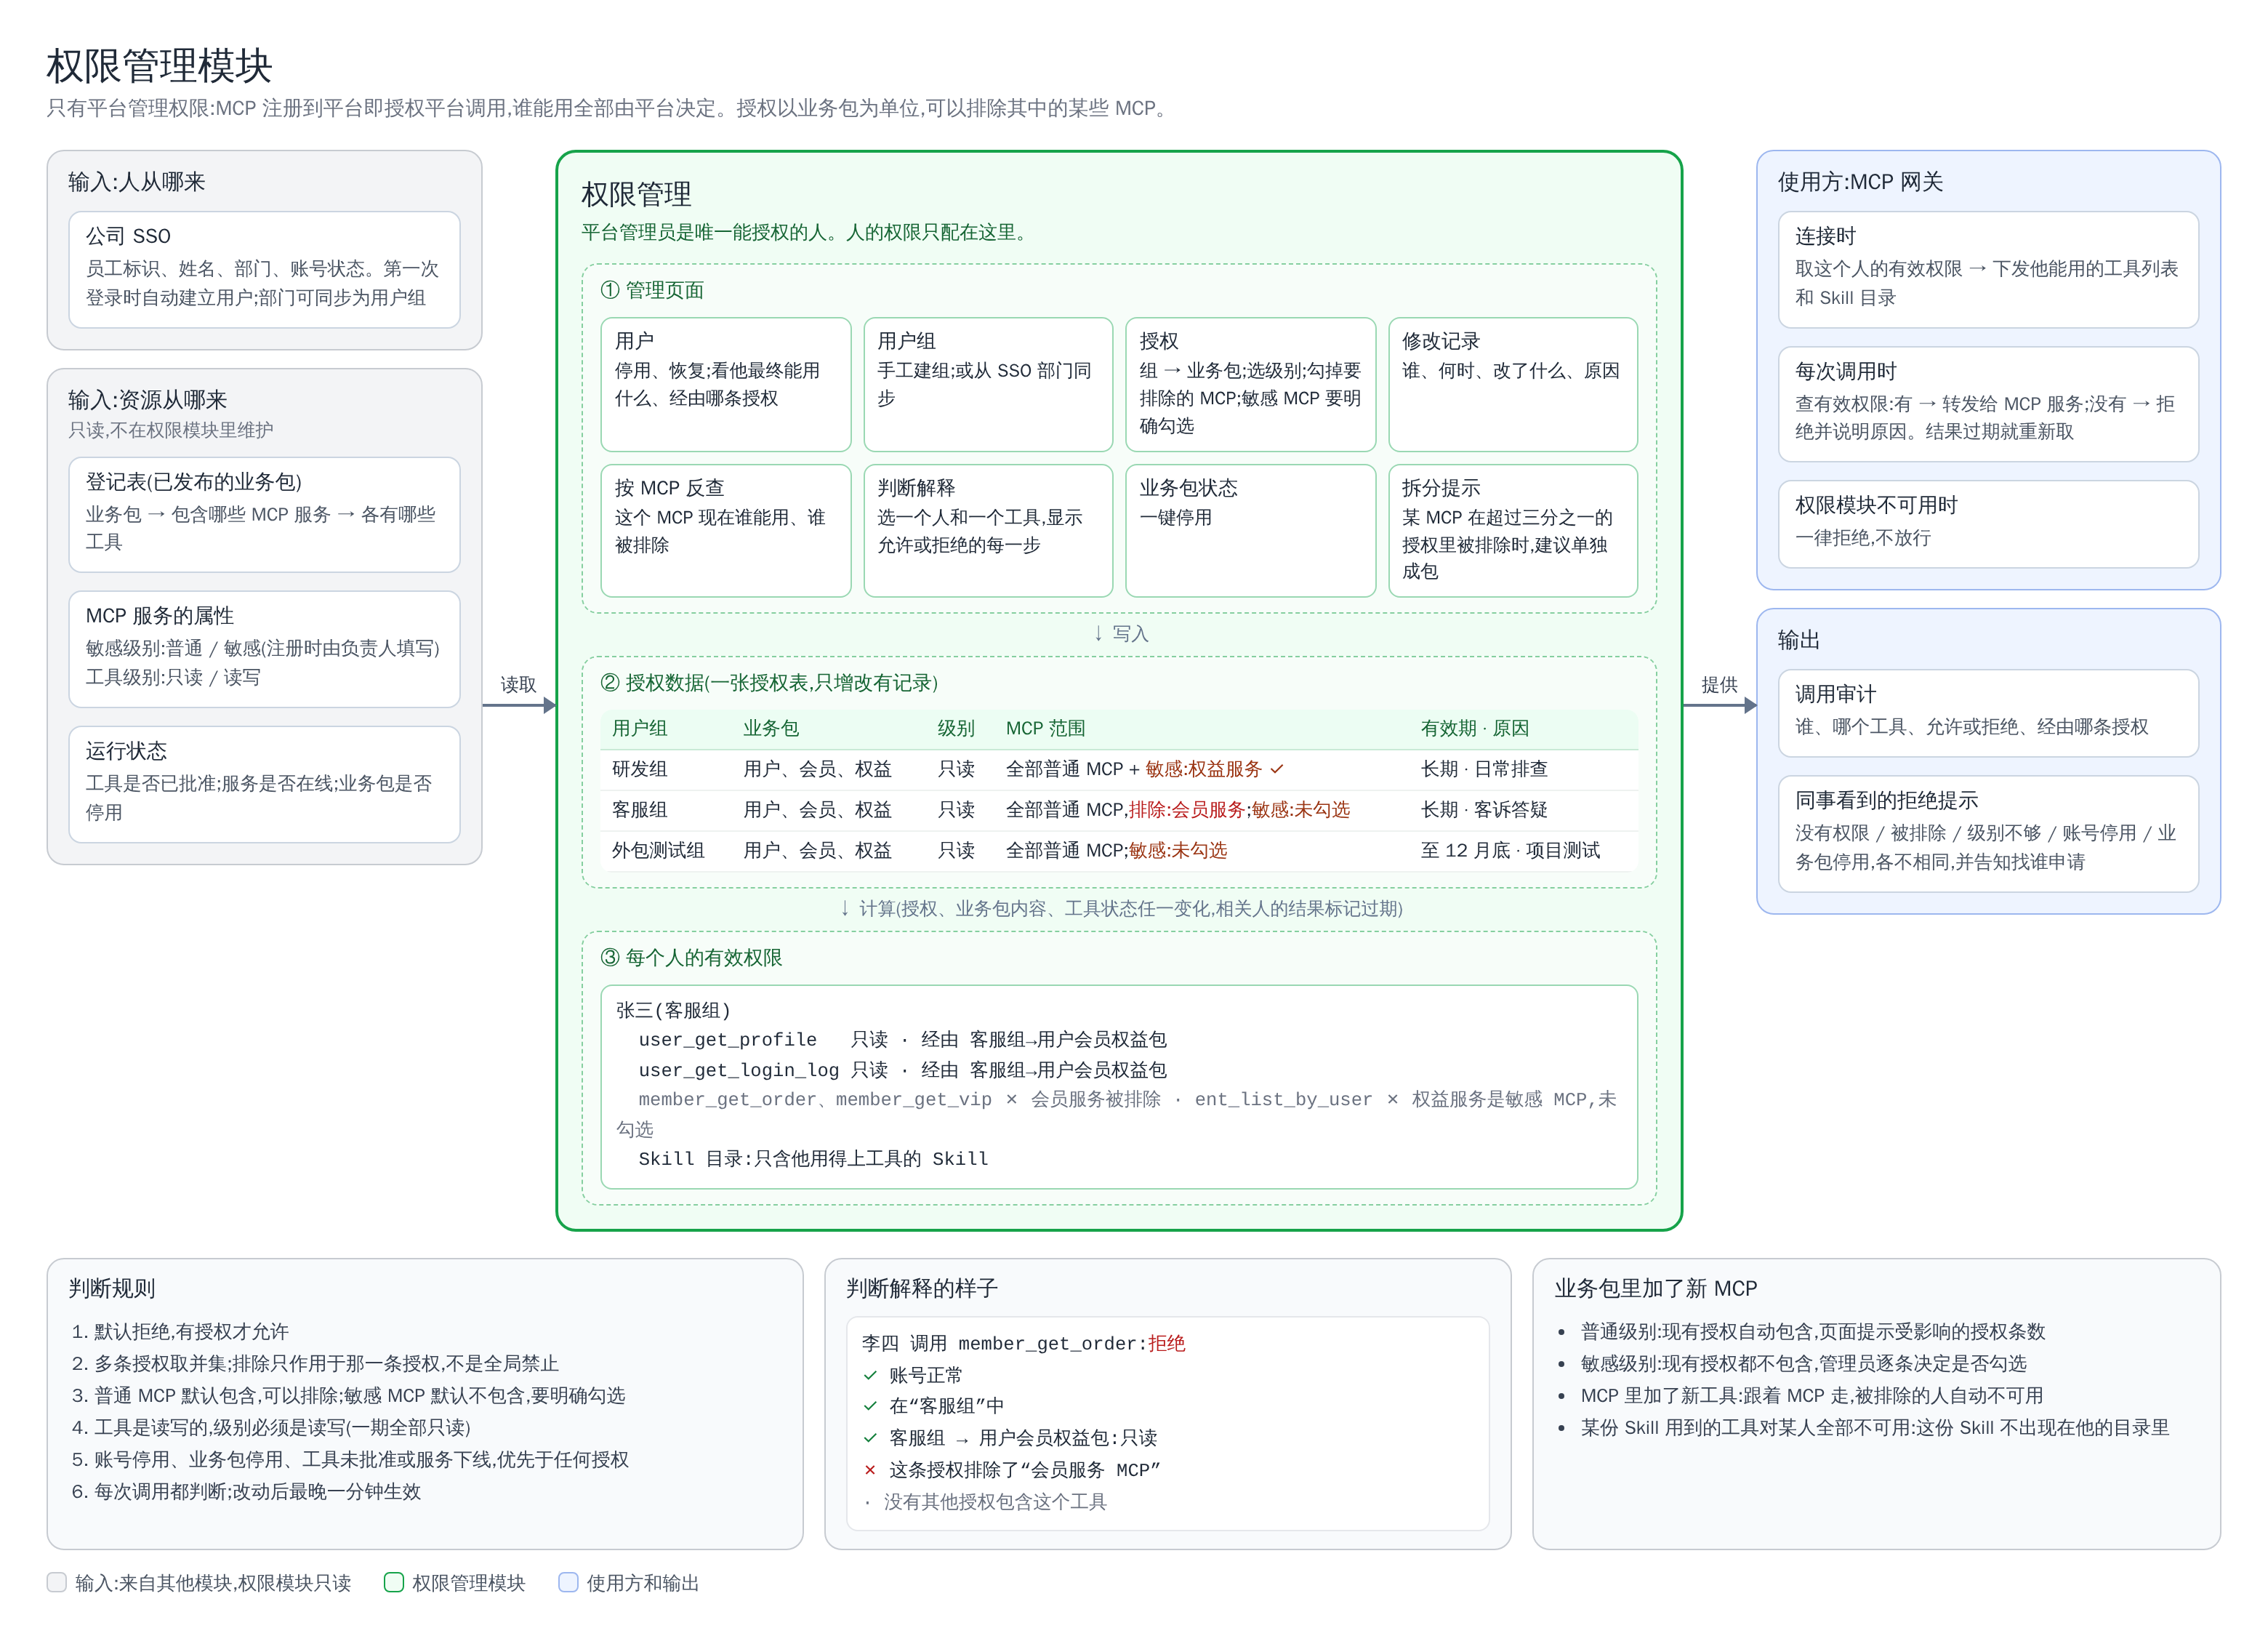 权限管理模块
只有平台管理权限:MCP 注册到平台即授权平台调用,谁能用全部由平台决定。授权以业务包为单位,可以排除其中的某些 MCP。
输入:人从哪来
公司 SSO
员工标识、姓名、部门、账号状态。第一次
登录时自动建立用户;部门可同步为用户组
输入:资源从哪来
只读,不在权限模块里维护
登记表(已发布的业务包)
业务包 → 包含哪些 MCP 服务 → 各有哪些
工具
MCP 服务的属性
敏感级别:普通 / 敏感(注册时由负责人填写)
工具级别:只读 / 读写
运行状态
工具是否已批准;服务是否在线;业务包是否
停用
读取
权限管理
平台管理员是唯一能授权的人。人的权限只配在这里。
① 管理页面
用户
停用、恢复;看他最终能用
什么、经由哪条授权
用户组
手工建组;或从 SSO 部门同
步
授权
组 → 业务包;选级别;勾掉要
排除的 MCP;敏感 MCP 要明
确勾选
修改记录
谁、何时、改了什么、原因
按 MCP 反查
这个 MCP 现在谁能用、谁
被排除
判断解释
选一个人和一个工具,显示
允许或拒绝的每一步
业务包状态
一键停用
拆分提示
某 MCP 在超过三分之一的
授权里被排除时,建议单独
成包
↓ 写入
② 授权数据(一张授权表,只增改有记录)
用户组 业务包 级别 MCP 范围 有效期 · 原因
研发组 用户、会员、权益 只读 全部普通 MCP + 敏感:权益服务 ✓ 长期 · 日常排查
客服组 用户、会员、权益 只读 全部普通 MCP,排除:会员服务;敏感:未勾选 长期 · 客诉答疑
外包测试组 用户、会员、权益 只读 全部普通 MCP;敏感:未勾选 至 12 月底 · 项目测试
↓ 计算(授权、业务包内容、工具状态任一变化,相关人的结果标记过期)
③ 每个人的有效权限
张三(客服组)
user_get_profile 只读 · 经由 客服组→用户会员权益包
user_get_login_log 只读 · 经由 客服组→用户会员权益包
member_get_order、member_get_vip ✕ 会员服务被排除 · ent_list_by_user ✕ 权益服务是敏感 MCP,未
勾选
Skill 目录:只含他用得上工具的 Skill
提供
使用方:MCP 网关
连接时
取这个人的有效权限 → 下发他能用的工具列表
和 Skill 目录
每次调用时
查有效权限:有 → 转发给 MCP 服务;没有 → 拒
绝并说明原因。结果过期就重新取
权限模块不可用时
一律拒绝,不放行
输出
调用审计
谁、哪个工具、允许或拒绝、经由哪条授权
同事看到的拒绝提示
没有权限 / 被排除 / 级别不够 / 账号停用 / 业
务包停用,各不相同,并告知找谁申请
判断规则
1. 默认拒绝,有授权才允许
2. 多条授权取并集;排除只作用于那一条授权,不是全局禁止
3. 普通 MCP 默认包含,可以排除;敏感 MCP 默认不包含,要明确勾选
4. 工具是读写的,级别必须是读写(一期全部只读)
5. 账号停用、业务包停用、工具未批准或服务下线,优先于任何授权
6. 每次调用都判断;改动后最晚一分钟生效
判断解释的样子
李四 调用 member_get_order:拒绝
✓ 账号正常
✓ 在“客服组”中
✓ 客服组 → 用户会员权益包:只读
✕ 这条授权排除了“会员服务 MCP”
· 没有其他授权包含这个工具
业务包里加了新 MCP
• 普通级别:现有授权自动包含,页面提示受影响的授权条数
• 敏感级别:现有授权都不包含,管理员逐条决定是否勾选
• MCP 里加了新工具:跟着 MCP 走,被排除的人自动不可用
• 某份 Skill 用到的工具对某人全部不可用:这份 Skill 不出现在他的目录里
输入:来自其他模块,权限模块只读
权限管理模块
使用方和输出